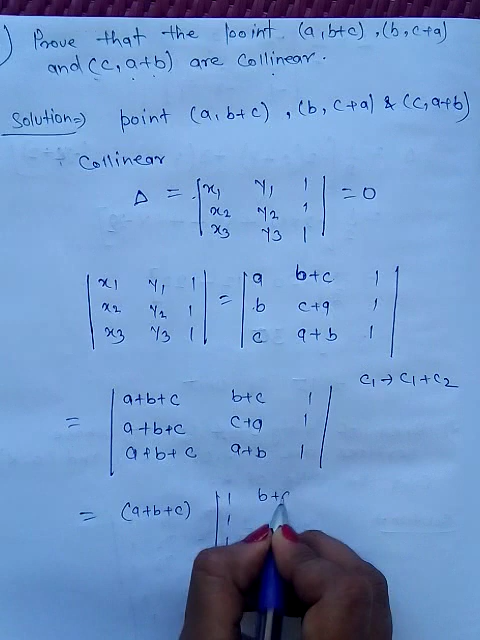 ) Prove that the point (a, b+c), (b, c+a)
and (c, a+b) are Collinear.
Solution => point (a, b+c), (b, c+a) & (c, a+b)
Collinear
Δ = | x1 y1 1 | = 0
x2 y2 1
x3 y3 1
| x1 y1 1 | = | a b+c 1 |
x2 y2 1 b c+a 1
x3 y3 1 c a+b 1
C1 → C1+C2
= | a+b+c b+c 1 |
a+b+c c+a 1
a+b+c a+b 1
= (a+b+c) | 1 b+c
1
1